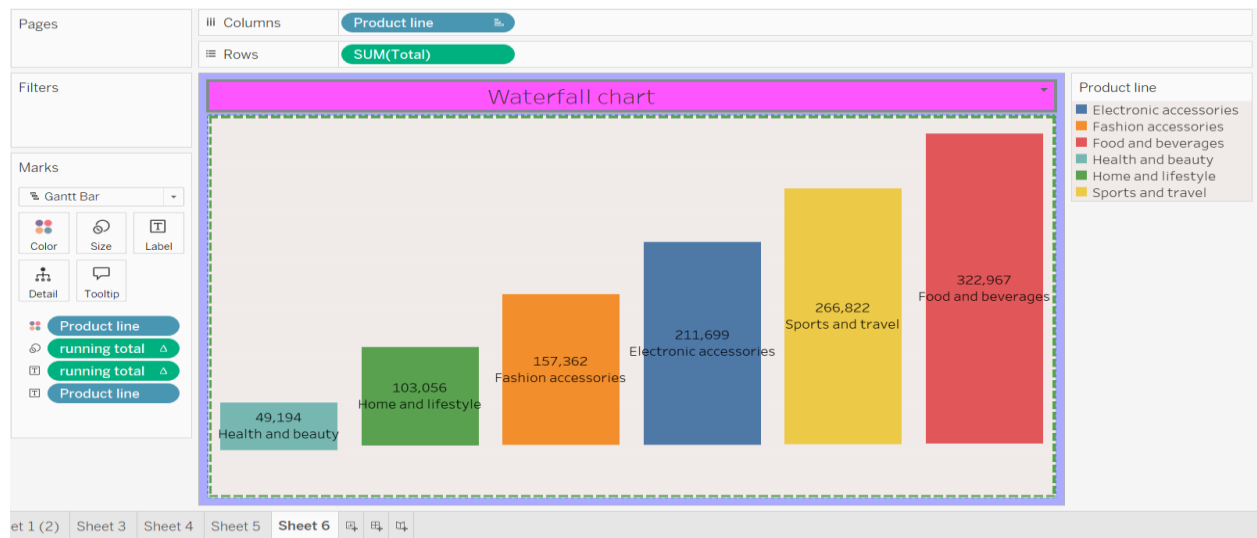 Pages
Columns
Product line
Rows
SUM(Total)
Filters
Marks
Gantt Bar
Color
Size
Label
Detail
Tooltip
Product line
running total
running total
Product line
Waterfall chart
49,194
Health and beauty
103,056
Home and lifestyle
157,362
Fashion accessories
211,699
Electronic accessories
266,822
Sports and travel
322,967
Food and beverages
Product line
Electronic accessories
Fashion accessories
Food and beverages
Health and beauty
Home and lifestyle
Sports and travel
et 1 (2) Sheet 3 Sheet 4 Sheet 5 Sheet 6